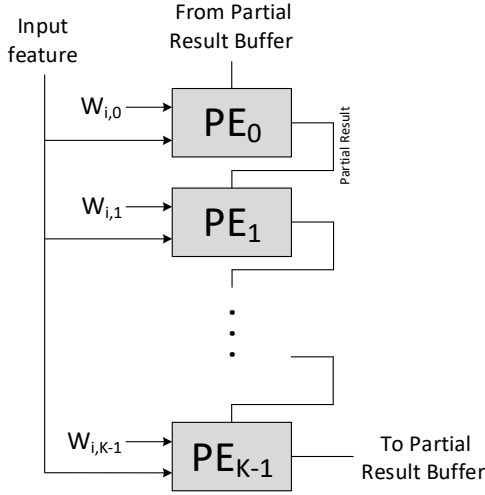 Input
feature
From Partial
Result Buffer
W_{i,0}
PE_0
Partial Result
W_{i,1}
PE_1
W_{i,K-1}
PE_{K-1}
To Partial
Result Buffer